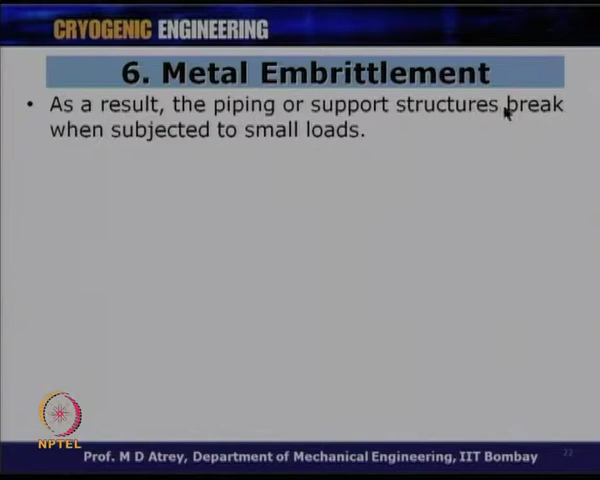 CRYOGENIC ENGINEERING
6. Metal Embrittlement
• As a result, the piping or support structures break
when subjected to small loads.
NPTEL
Prof. M D Atrey, Department of Mechanical Engineering, IIT Bombay
22